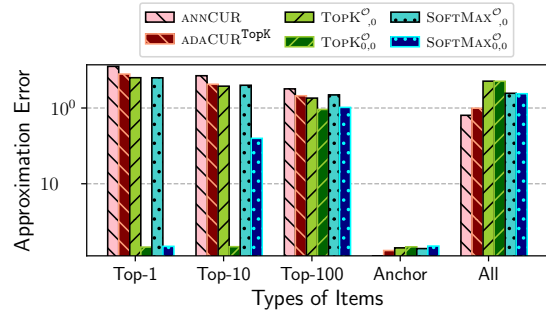 ANNCUR
TopK^𝒪_{,0}
SoftMax^𝒪_{,0}
ADACUR^TopK
TopK^𝒪_{0,0}
SoftMax^𝒪_{0,0}
Approximation Error
10^0
10
Top-1 Top-10 Top-100 Anchor All
Types of Items